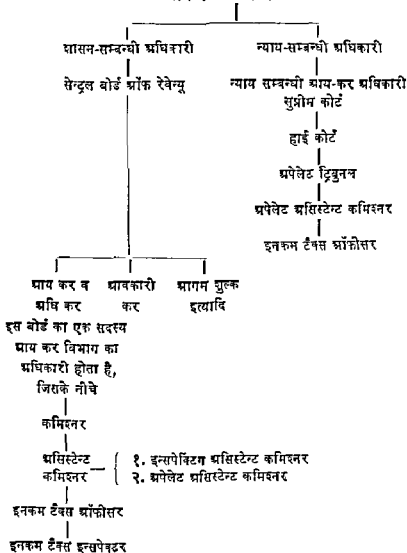 शासन-सम्बन्धी अधिकारी
न्याय-सम्बन्धी अधिकारी
सेन्ट्रल बोर्ड ऑफ रेवेन्यू
न्याय सम्बन्धी आय-कर अधिकारी
सुप्रीम कोर्ट
हाई कोर्ट
अपेलेट ट्रिबुनल
अपेलेट असिस्टेन्ट कमिश्नर
इनकम टैक्स ऑफीसर
आय कर व
अधि कर
आबकारी
कर
आगम शुल्क
इत्यादि
इस बोर्ड का एक सदस्य
आय कर विभाग का
अधिकारी होता है,
जिसके नीचे
कमिश्नर
असिस्टेन्ट
कमिश्नर
१. इन्सपेक्टिंग असिस्टेन्ट कमिश्नर
२. अपेलेट असिस्टेन्ट कमिश्नर
इनकम टैक्स ऑफीसर
इनकम टैक्स इन्सपेक्टर